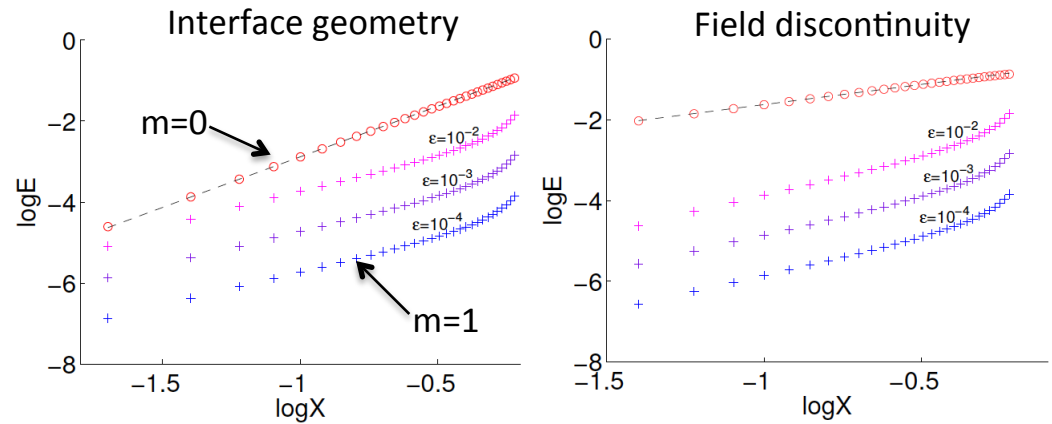 Interface geometry
0
−2
−4
−6
−8
logE
m=0
ε=10⁻²
ε=10⁻³
ε=10⁻⁴
m=1
−1.5
−1
−0.5
logX
Field discontinuity
0
−2
−4
−6
−8
logE
ε=10⁻²
ε=10⁻³
ε=10⁻⁴
−1.5
−1
−0.5
logX